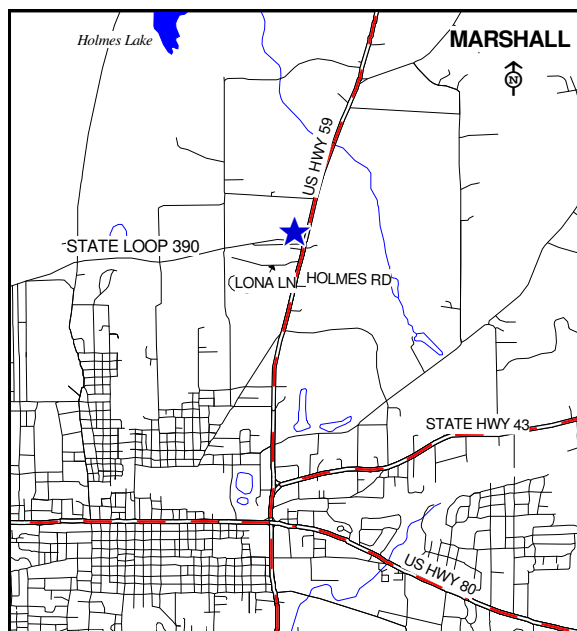 Holmes Lake
MARSHALL
N
US HWY 59
STATE LOOP 390
LONA LN
HOLMES RD
STATE HWY 43
US HWY 80